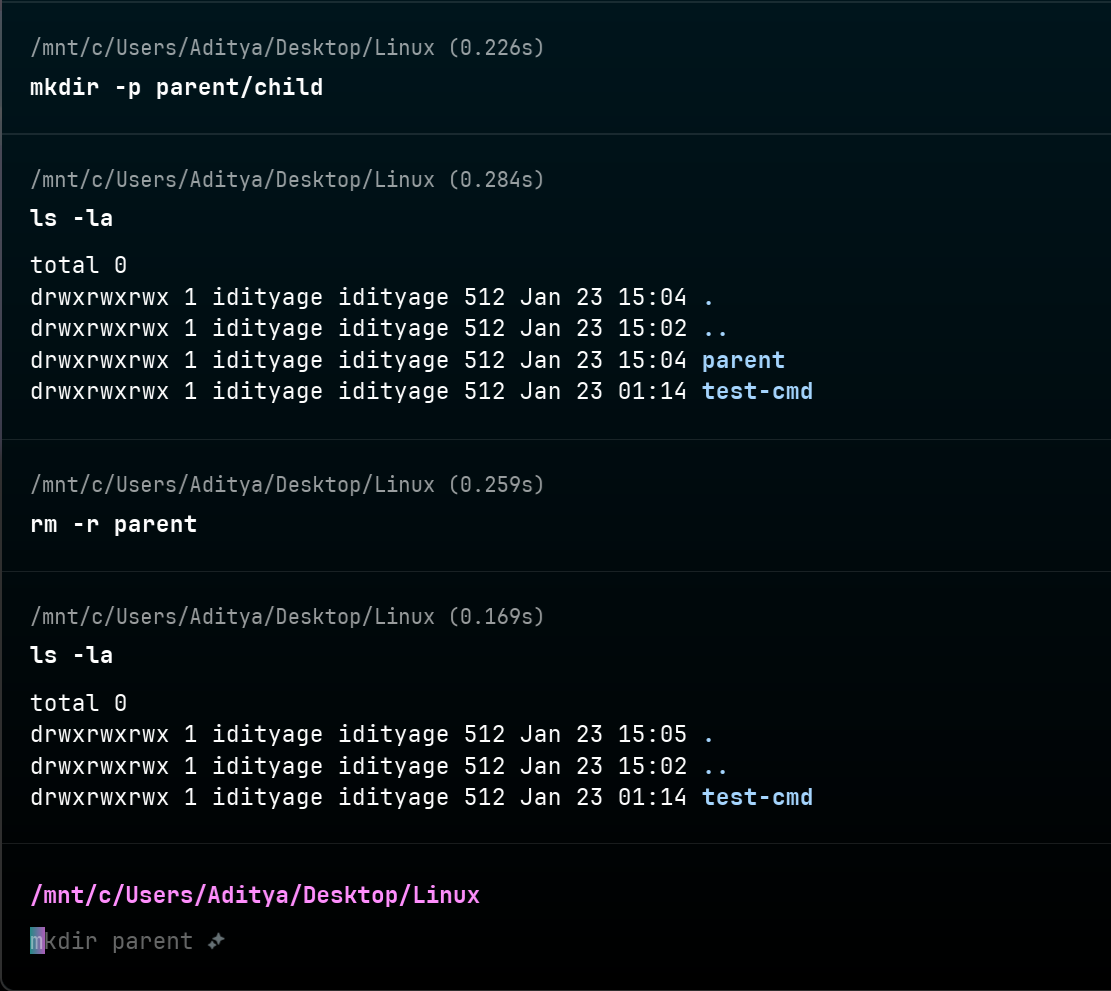 /mnt/c/Users/Aditya/Desktop/Linux (0.226s)
mkdir -p parent/child
/mnt/c/Users/Aditya/Desktop/Linux (0.284s)
ls -la
total 0
drwxrwxrwx 1 idityage idityage 512 Jan 23 15:04 .
drwxrwxrwx 1 idityage idityage 512 Jan 23 15:02 ..
drwxrwxrwx 1 idityage idityage 512 Jan 23 15:04 parent
drwxrwxrwx 1 idityage idityage 512 Jan 23 01:14 test-cmd
/mnt/c/Users/Aditya/Desktop/Linux (0.259s)
rm -r parent
/mnt/c/Users/Aditya/Desktop/Linux (0.169s)
ls -la
total 0
drwxrwxrwx 1 idityage idityage 512 Jan 23 15:05 .
drwxrwxrwx 1 idityage idityage 512 Jan 23 15:02 ..
drwxrwxrwx 1 idityage idityage 512 Jan 23 01:14 test-cmd
/mnt/c/Users/Aditya/Desktop/Linux
mkdir parent